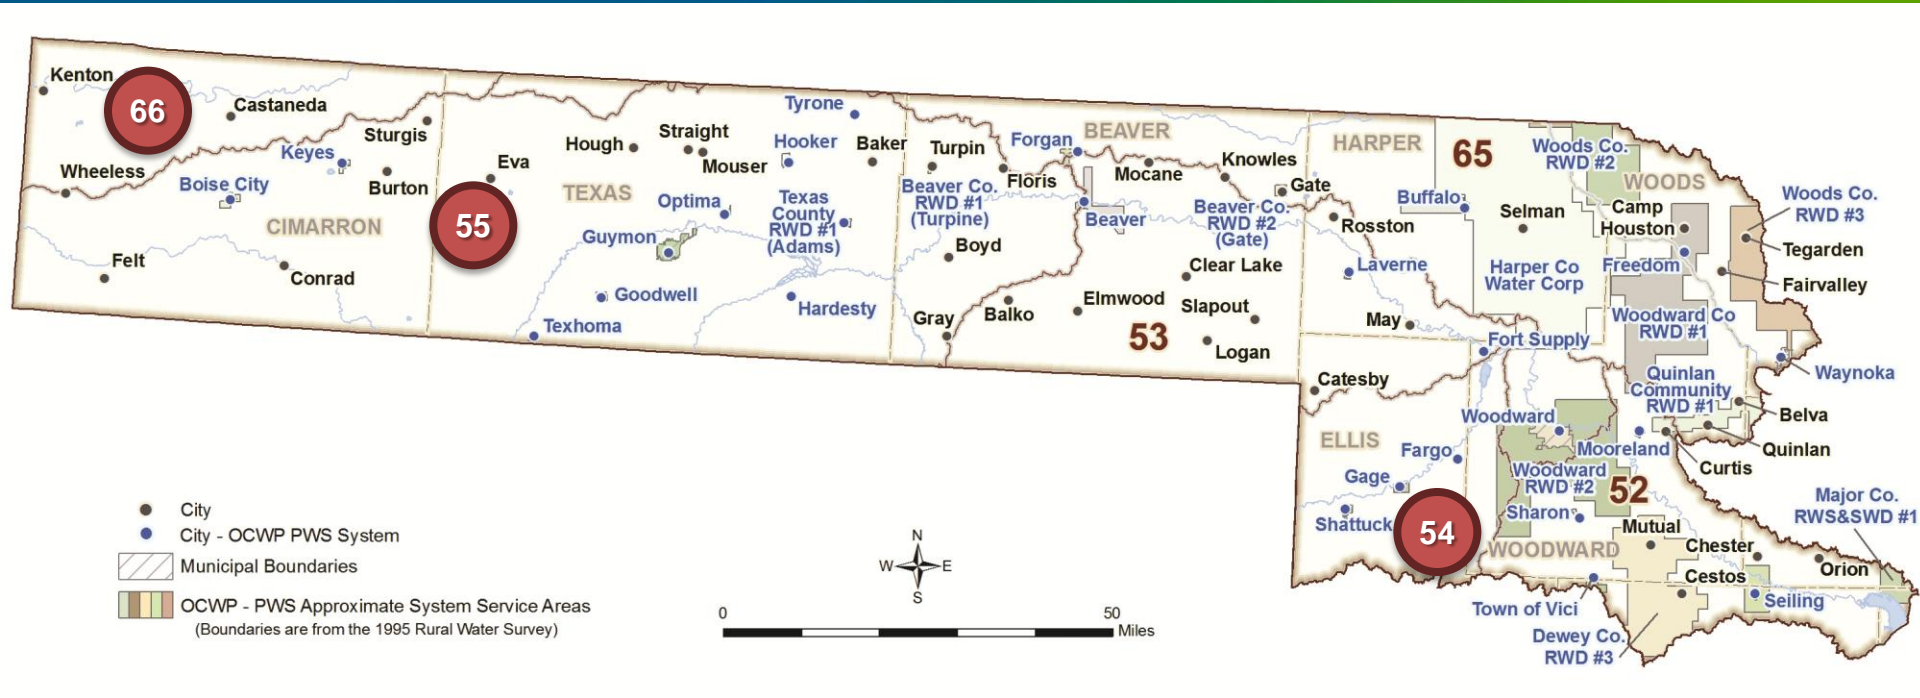 Kenton
66
Castaneda
Sturgis
Keyes
Wheeless
Boise City
Burton
CIMARRON
Felt
Conrad
Eva
55
Hough
Straight
Mouser
TEXAS
Tyrone
Hooker
Baker
Optima
Texas
County
RWD #1
(Adams)
Guymon
Goodwell
Hardesty
Texhoma
Turpin
Forgan
BEAVER
Floris
Mocane
Knowles
Gate
Beaver Co.
RWD #1
(Turpine)
Beaver
Beaver Co.
RWD #2
(Gate)
Boyd
Clear Lake
Elmwood
Slapout
Balko
Gray
53
Logan
HARPER
65
Woods Co.
RWD #2
WOODS
Buffalo
Selman
Camp
Houston
Rosston
Laverne
Harper Co
Water Corp
Freedom
Woods Co.
RWD #3
Tegarden
Fairvalley
May
Fort Supply
Woodward Co
RWD #1
Quinlan
Community
RWD #1
Waynoka
Belva
Quinlan
Curtis
Catesby
ELLIS
Woodward
Mooreland
Fargo
Gage
Shattuck
54
Woodward
RWD #2
52
Sharon
WOODWARD
Mutual
Chester
Cestos
Orion
Major Co.
RWS&SWD #1
Seiling
Town of Vici
Dewey Co.
RWD #3
City
City - OCWP PWS System
Municipal Boundaries
OCWP - PWS Approximate System Service Areas
(Boundaries are from the 1995 Rural Water Survey)
N
W E
S
0 50
Miles